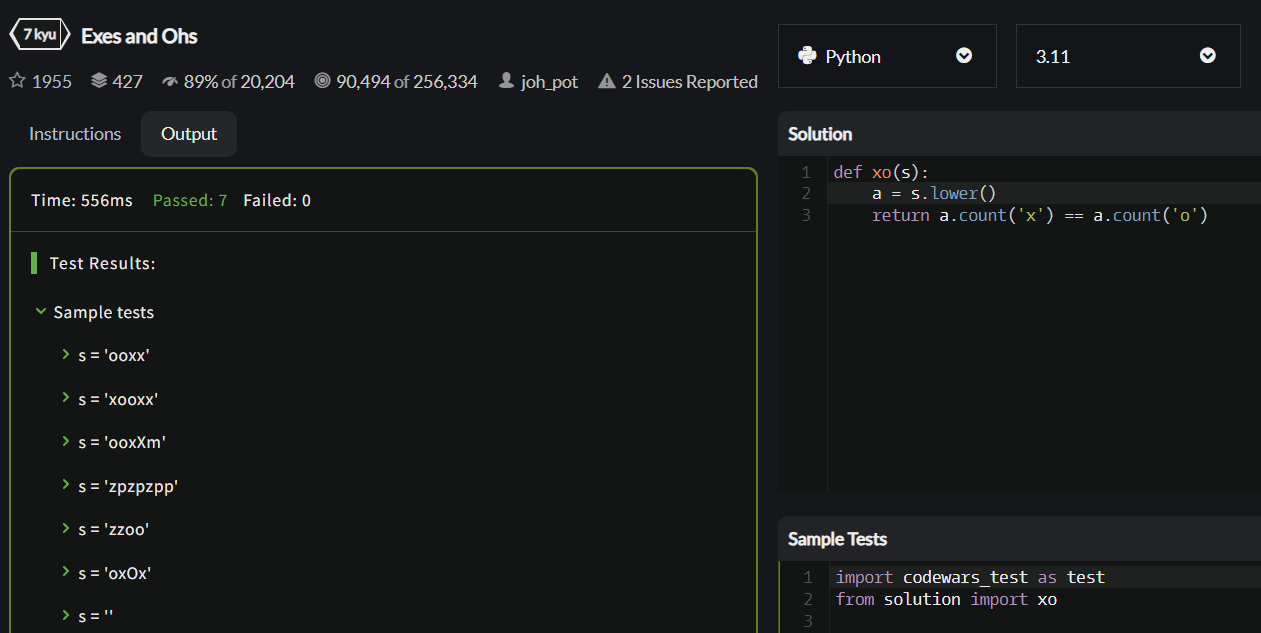 7 kyu Exes and Ohs
1955 427 89% of 20,204 90,494 of 256,334 joh_pot 2 Issues Reported
Instructions Output
Time: 556ms Passed: 7 Failed: 0
Test Results:
Sample tests
s = 'ooxx'
s = 'xooxx'
s = 'ooxXm'
s = 'zpzpzpp'
s = 'zzoo'
s = 'oxOx'
s = ''
Python 3.11
Solution
1 def xo(s):
2     a = s.lower()
3     return a.count('x') == a.count('o')
Sample Tests
1 import codewars_test as test
2 from solution import xo
3